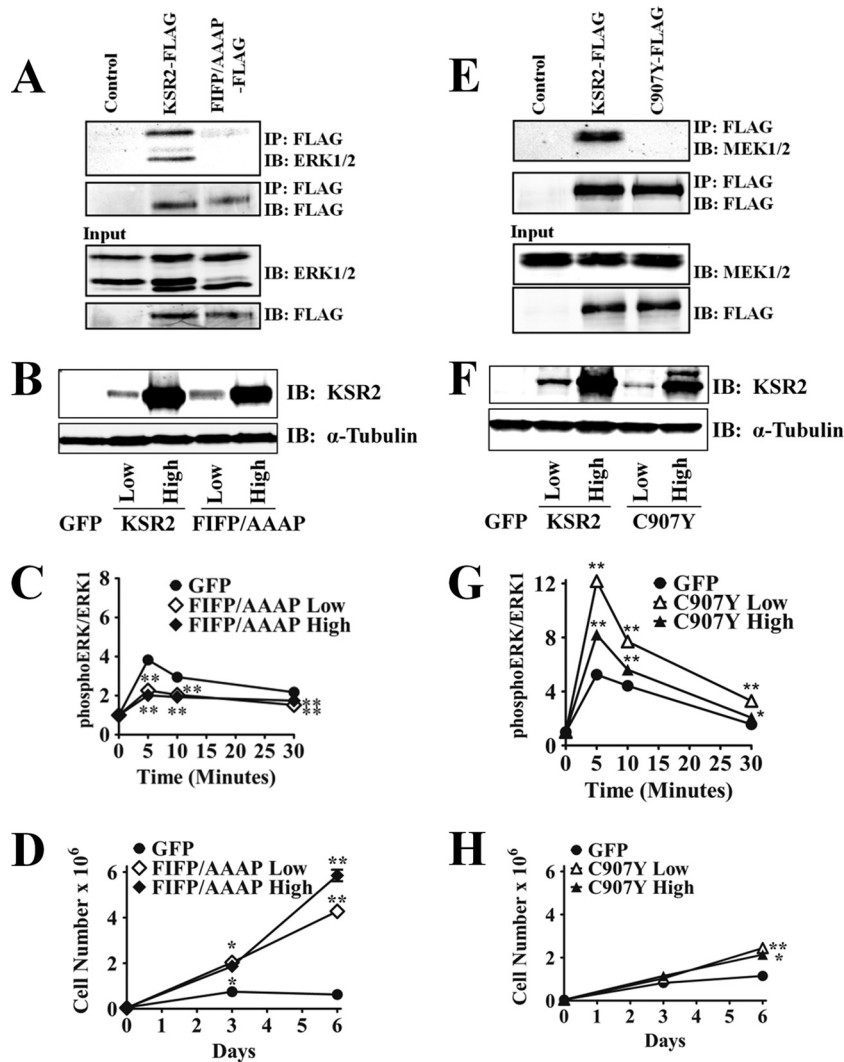 A
Control
KSR2-FLAG
FIFP/AAAP
-FLAG
IP: FLAG
IB: ERK1/2
IP: FLAG
IB: FLAG
Input
IB: ERK1/2
IB: FLAG
B
IB: KSR2
IB: α-Tubulin
Low
High
Low
High
GFP
KSR2
FIFP/AAAP
C
GFP
FIFP/AAAP Low
FIFP/AAAP High
phosphoERK/ERK1
8
6
4
2
0
**
**
**
**
**
**
0
5
10
15
20
25
30
Time (Minutes)
D
GFP
FIFP/AAAP Low
FIFP/AAAP High
Cell Number x 10⁶
6
4
2
0
*
*
**
**
0
1
2
3
4
5
6
Days
E
Control
KSR2-FLAG
C907Y-FLAG
IP: FLAG
IB: MEK1/2
IP: FLAG
IB: FLAG
Input
IB: MEK1/2
IB: FLAG
F
IB: KSR2
IB: α-Tubulin
Low
High
Low
High
GFP
KSR2
C907Y
G
GFP
C907Y Low
C907Y High
phosphoERK/ERK1
12
8
4
0
**
**
**
**
**
*
0
5
10
15
20
25
30
Time (Minutes)
H
GFP
C907Y Low
C907Y High
Cell Number x 10⁶
6
4
2
0
**
*
0
1
2
3
4
5
6
Days